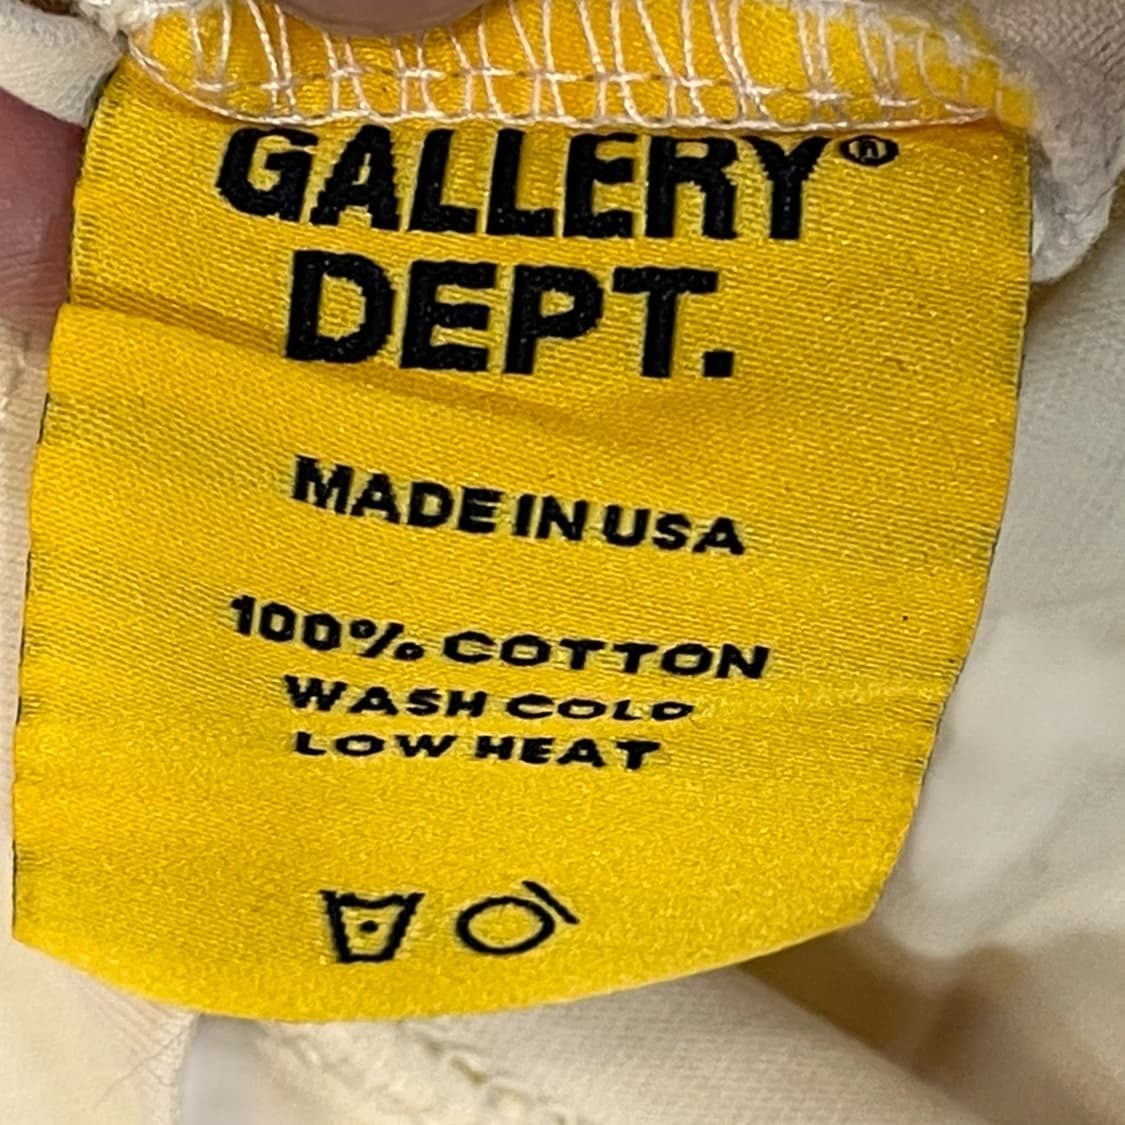 GALLERY®
DEPT.
MADE IN USA
100% COTTON
WASH COLD
LOW HEAT